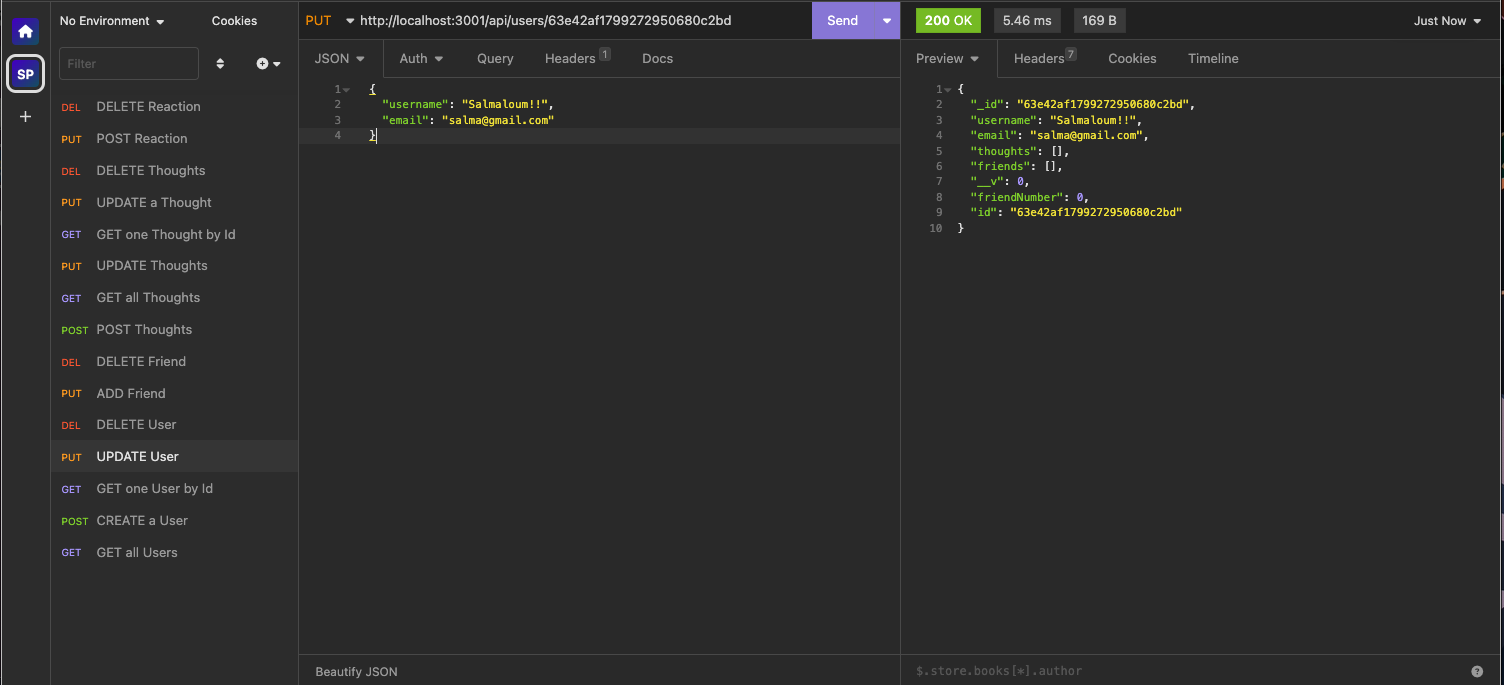 No Environment
Cookies
SP
Filter
DEL DELETE Reaction
PUT POST Reaction
DEL DELETE Thoughts
PUT UPDATE a Thought
GET GET one Thought by Id
PUT UPDATE Thoughts
GET GET all Thoughts
POST POST Thoughts
DEL DELETE Friend
PUT ADD Friend
DEL DELETE User
PUT UPDATE User
GET GET one User by Id
POST CREATE a User
GET GET all Users
PUT http://localhost:3001/api/users/63e42af1799272950680c2bd Send
JSON Auth Query Headers 1 Docs
1 {
2 "username": "Salmaloum!!",
3 "email": "salma@gmail.com"
4 }
Beautify JSON
200 OK 5.46 ms 169 B Just Now
Preview Headers 7 Cookies Timeline
1 {
2 "_id": "63e42af1799272950680c2bd",
3 "username": "Salmaloum!!",
4 "email": "salma@gmail.com",
5 "thoughts": [],
6 "friends": [],
7 "__v": 0,
8 "friendNumber": 0,
9 "id": "63e42af1799272950680c2bd"
10 }
$.store.books[*].author